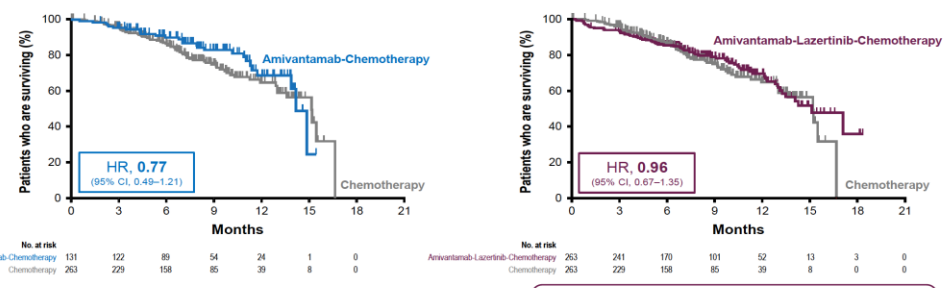 Patients who are surviving (%)
100
80
60
40
20
0
Amivantamab-Chemotherapy
HR, 0.77
(95% CI, 0.49–1.21)
Chemotherapy
0 3 6 9 12 15 18 21
Months
No. at risk
ab-Chemotherapy 131 122 89 54 24 1 0
Chemotherapy 263 229 158 85 39 8 0
Patients who are surviving (%)
100
80
60
40
20
0
Amivantamab-Lazertinib-Chemotherapy
HR, 0.96
(95% CI, 0.67–1.35)
Chemotherapy
0 3 6 9 12 15 18 21
Months
No. at risk
Amivantamab-Lazertinib-Chemotherapy 263 241 170 101 52 13 3 0
Chemotherapy 263 229 158 85 39 8 0 0